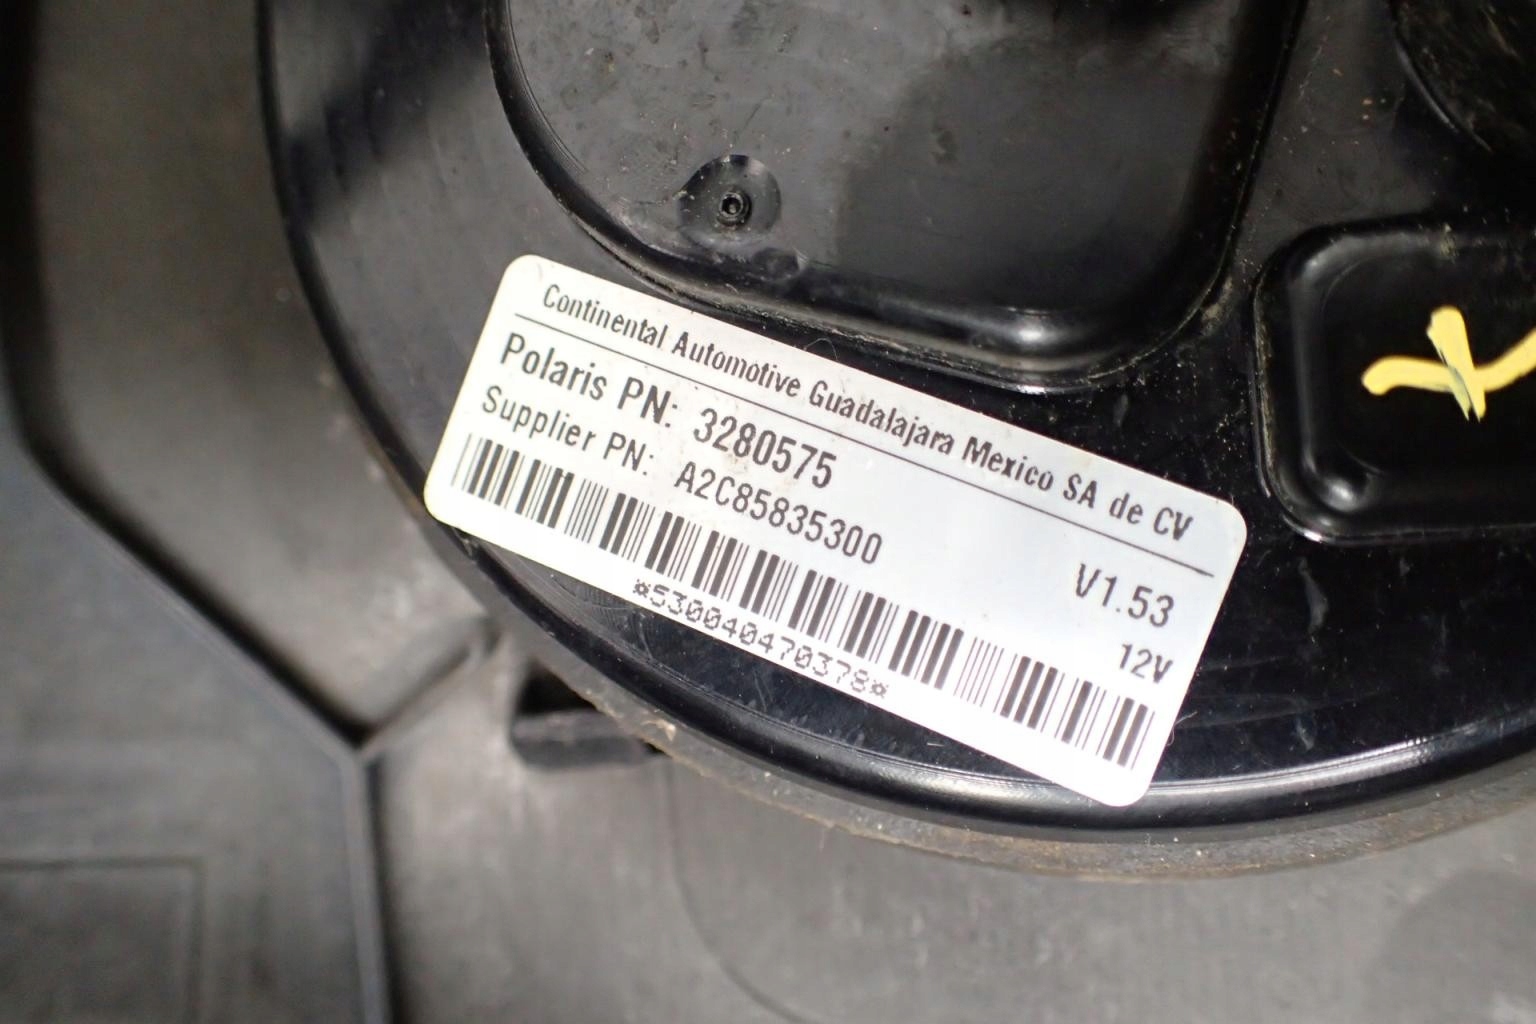 Continental Automotive Guadalajara Mexico SA de CV
Polaris PN: 3280575
Supplier PN: A2C85835300
V1.53
12V
*530040470378*